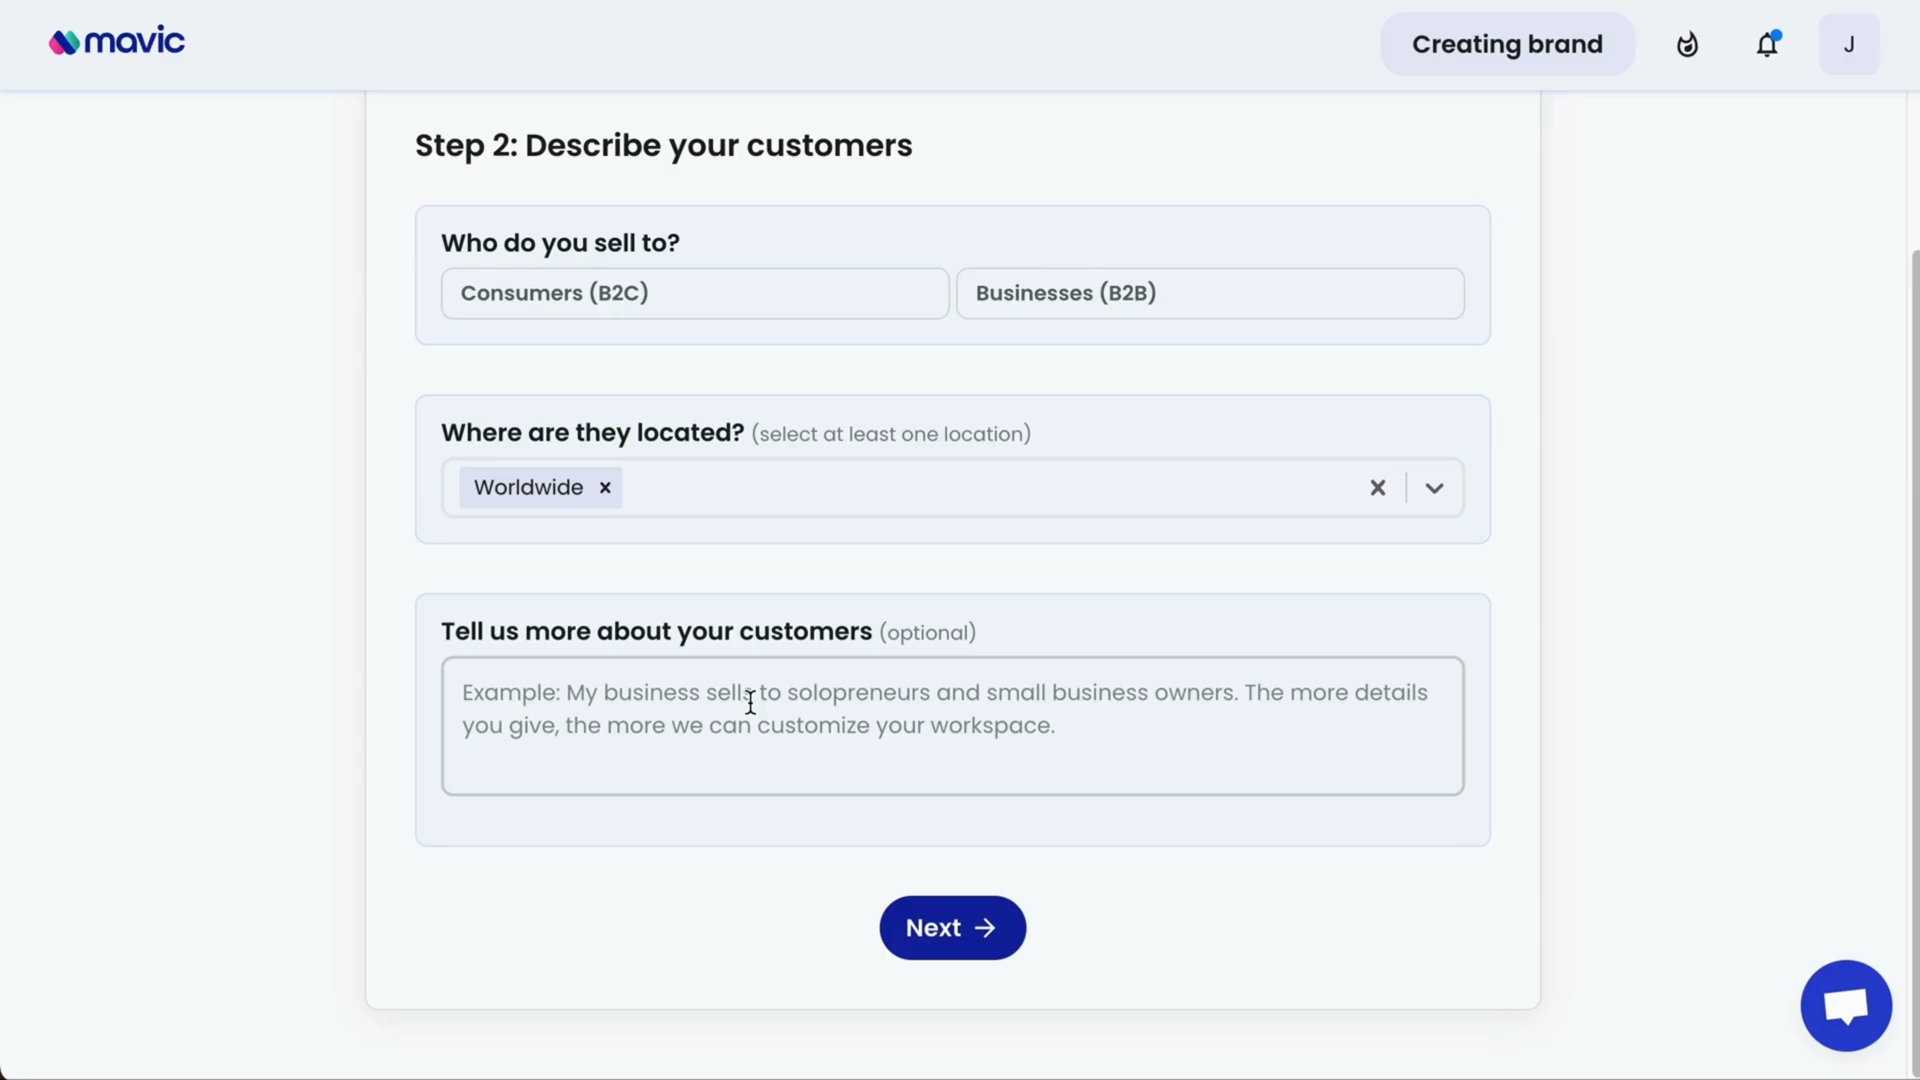 mavic
Creating brand
J
Step 2: Describe your customers
Who do you sell to?
Consumers (B2C)
Businesses (B2B)
Where are they located? (select at least one location)
Worldwide
Tell us more about your customers (optional)
Example: My business sells to solopreneurs and small business owners. The more details
you give, the more we can customize your workspace.
Next